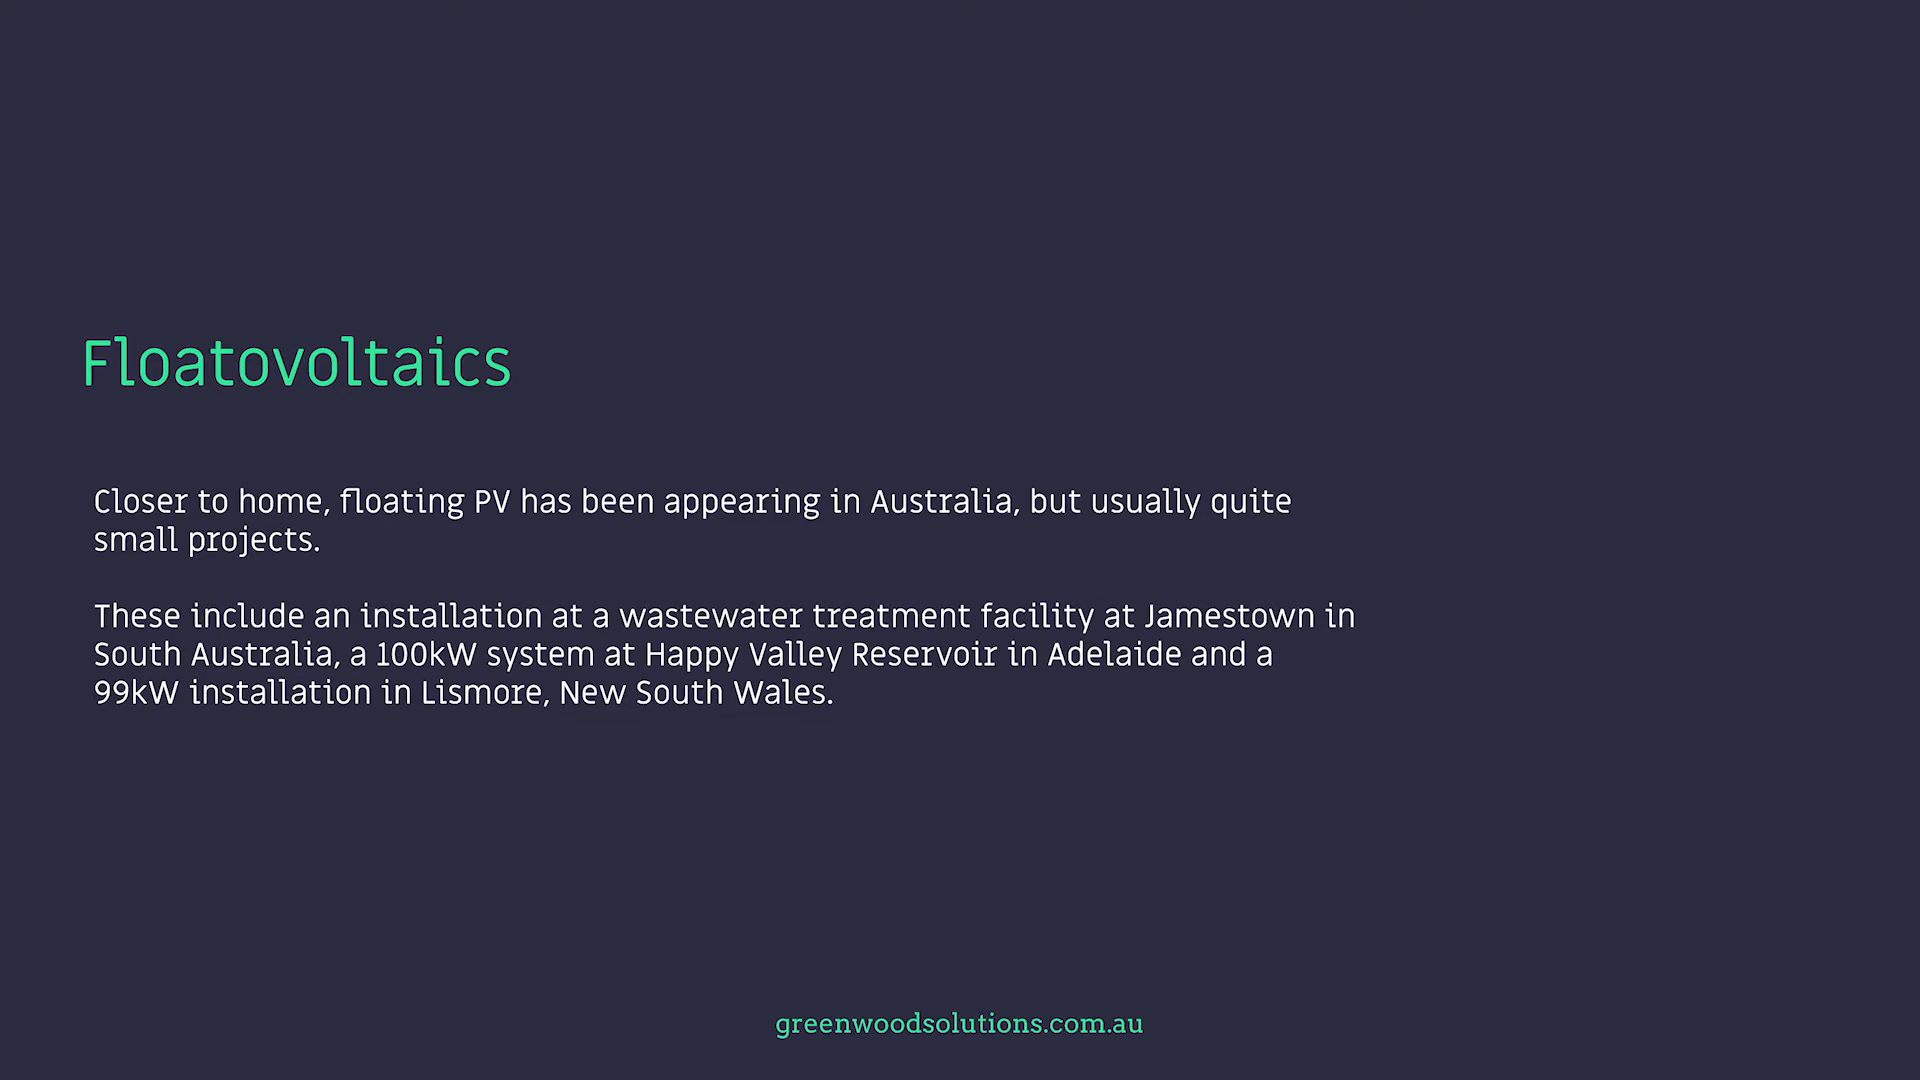 Floatovoltaics
Closer to home, floating PV has been appearing in Australia, but usually quite
small projects.
These include an installation at a wastewater treatment facility at Jamestown in
South Australia, a 100kW system at Happy Valley Reservoir in Adelaide and a
99kW installation in Lismore, New South Wales.
greenwoodsolutions.com.au